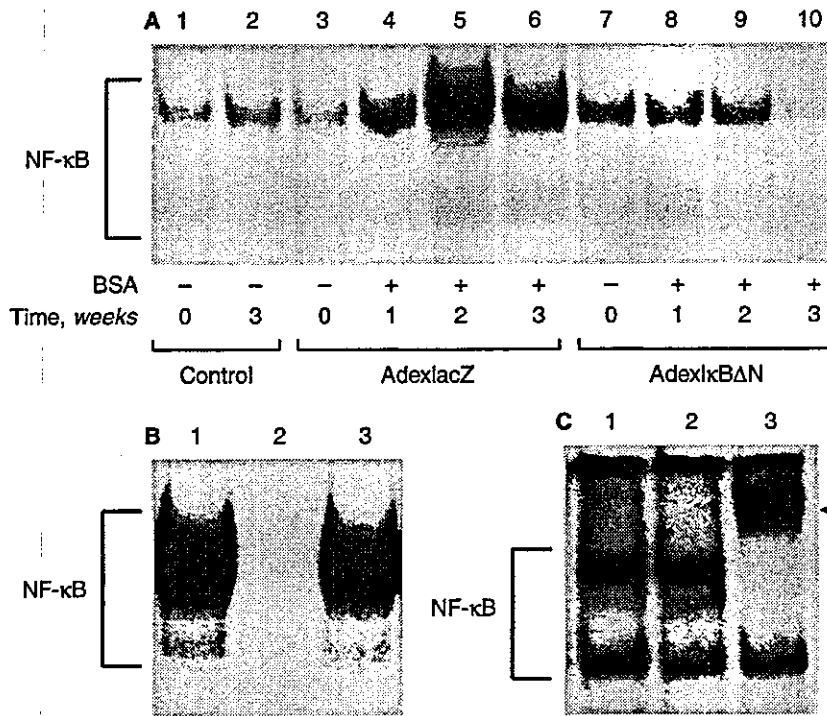 A 1 2 3 4 5 6 7 8 9 10
NF-κB
BSA – – – + + + – + + +
Time, weeks 0 3 0 1 2 3 0 1 2 3
Control AdexlacZ AdexIκBΔN
B 1 2 3
NF-κB
C 1 2 3
NF-κB